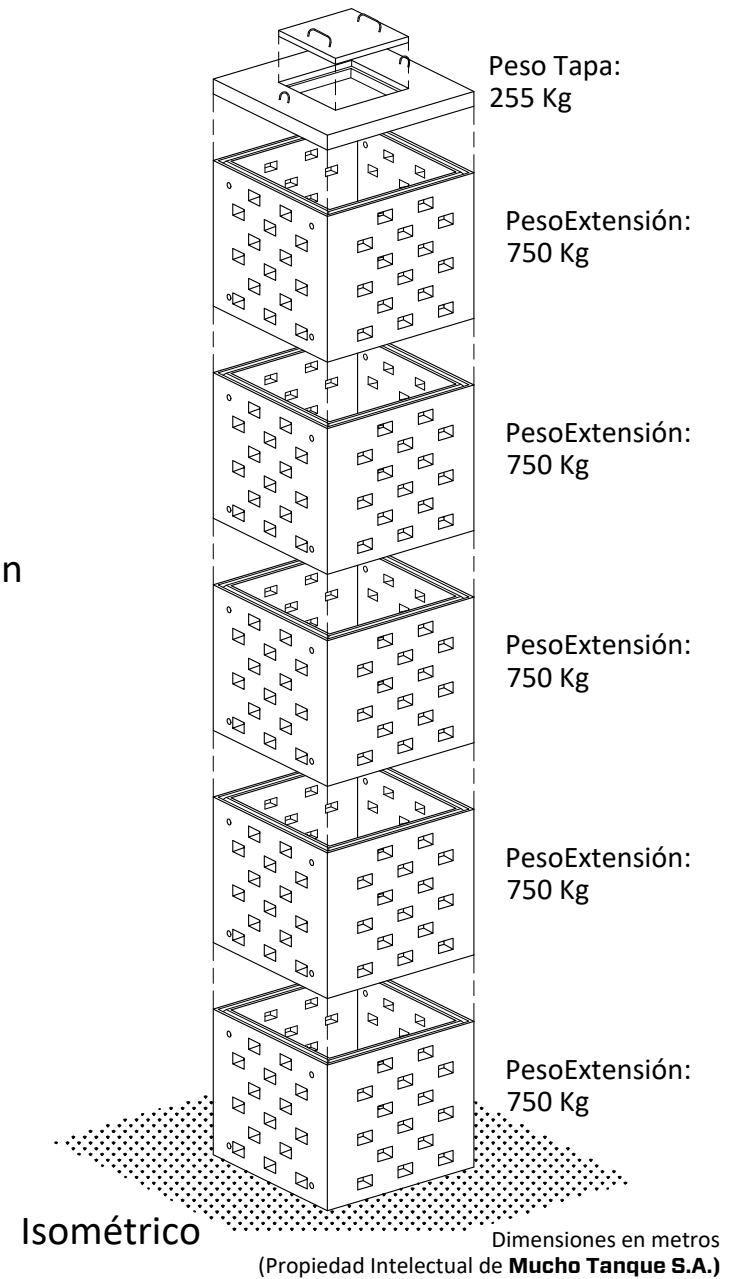 Peso Tapa:
255 Kg
PesoExtensión:
750 Kg
PesoExtensión:
750 Kg
n
PesoExtensión:
750 Kg
PesoExtensión:
750 Kg
PesoExtensión:
750 Kg
Isométrico
Dimensiones en metros
(Propiedad Intelectual de Mucho Tanque S.A.)